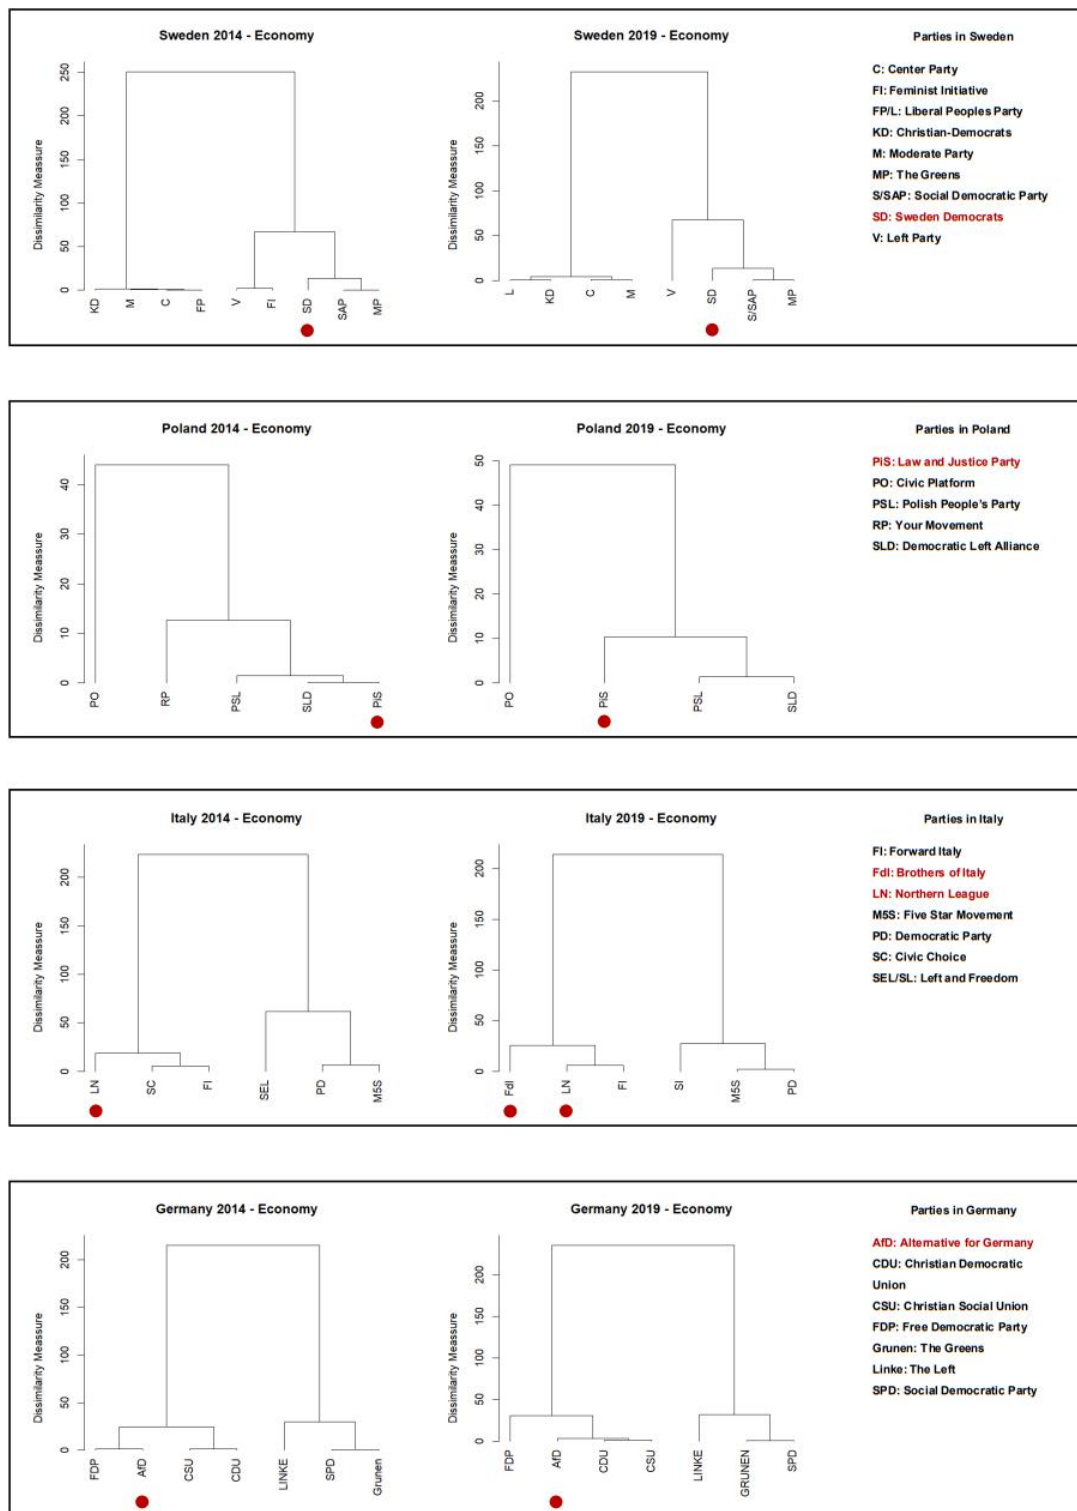 Sweden 2014 - Economy
Sweden 2019 - Economy
Parties in Sweden
Dissimilarity Meassure
0 50 100 150 200 250
KD M C FP V FI SD SAP MP
Dissimilarity Meassure
0 50 100 150 200
L KD C M V SD S/SAP MP
C: Center Party
FI: Feminist Initiative
FP/L: Liberal Peoples Party
KD: Christian-Democrats
M: Moderate Party
MP: The Greens
S/SAP: Social Democratic Party
SD: Sweden Democrats
V: Left Party
Poland 2014 - Economy
Poland 2019 - Economy
Parties in Poland
Dissimilarity Meassure
0 10 20 30 40
PO RP PSL SLD PiS
Dissimilarity Meassure
0 10 20 30 40 50
PO PiS PSL SLD
PiS: Law and Justice Party
PO: Civic Platform
PSL: Polish People's Party
RP: Your Movement
SLD: Democratic Left Alliance
Italy 2014 - Economy
Italy 2019 - Economy
Parties in Italy
Dissimilarity Meassure
0 50 100 150 200
LN SC FI SEL PD M5S
Dissimilarity Meassure
0 50 100 150 200
FdI LN FI SI M5S PD
FI: Forward Italy
FdI: Brothers of Italy
LN: Northern League
M5S: Five Star Movement
PD: Democratic Party
SC: Civic Choice
SEL/SL: Left and Freedom
Germany 2014 - Economy
Germany 2019 - Economy
Parties in Germany
Dissimilarity Meassure
0 50 100 150 200
FDP AfD CSU CDU LINKE SPD Grunen
Dissimilarity Meassure
0 50 100 150 200
FDP AfD CDU CSU LINKE GRUNEN SPD
AfD: Alternative for Germany
CDU: Christian Democratic
Union
CSU: Christian Social Union
FDP: Free Democratic Party
Grunen: The Greens
Linke: The Left
SPD: Social Democratic Party